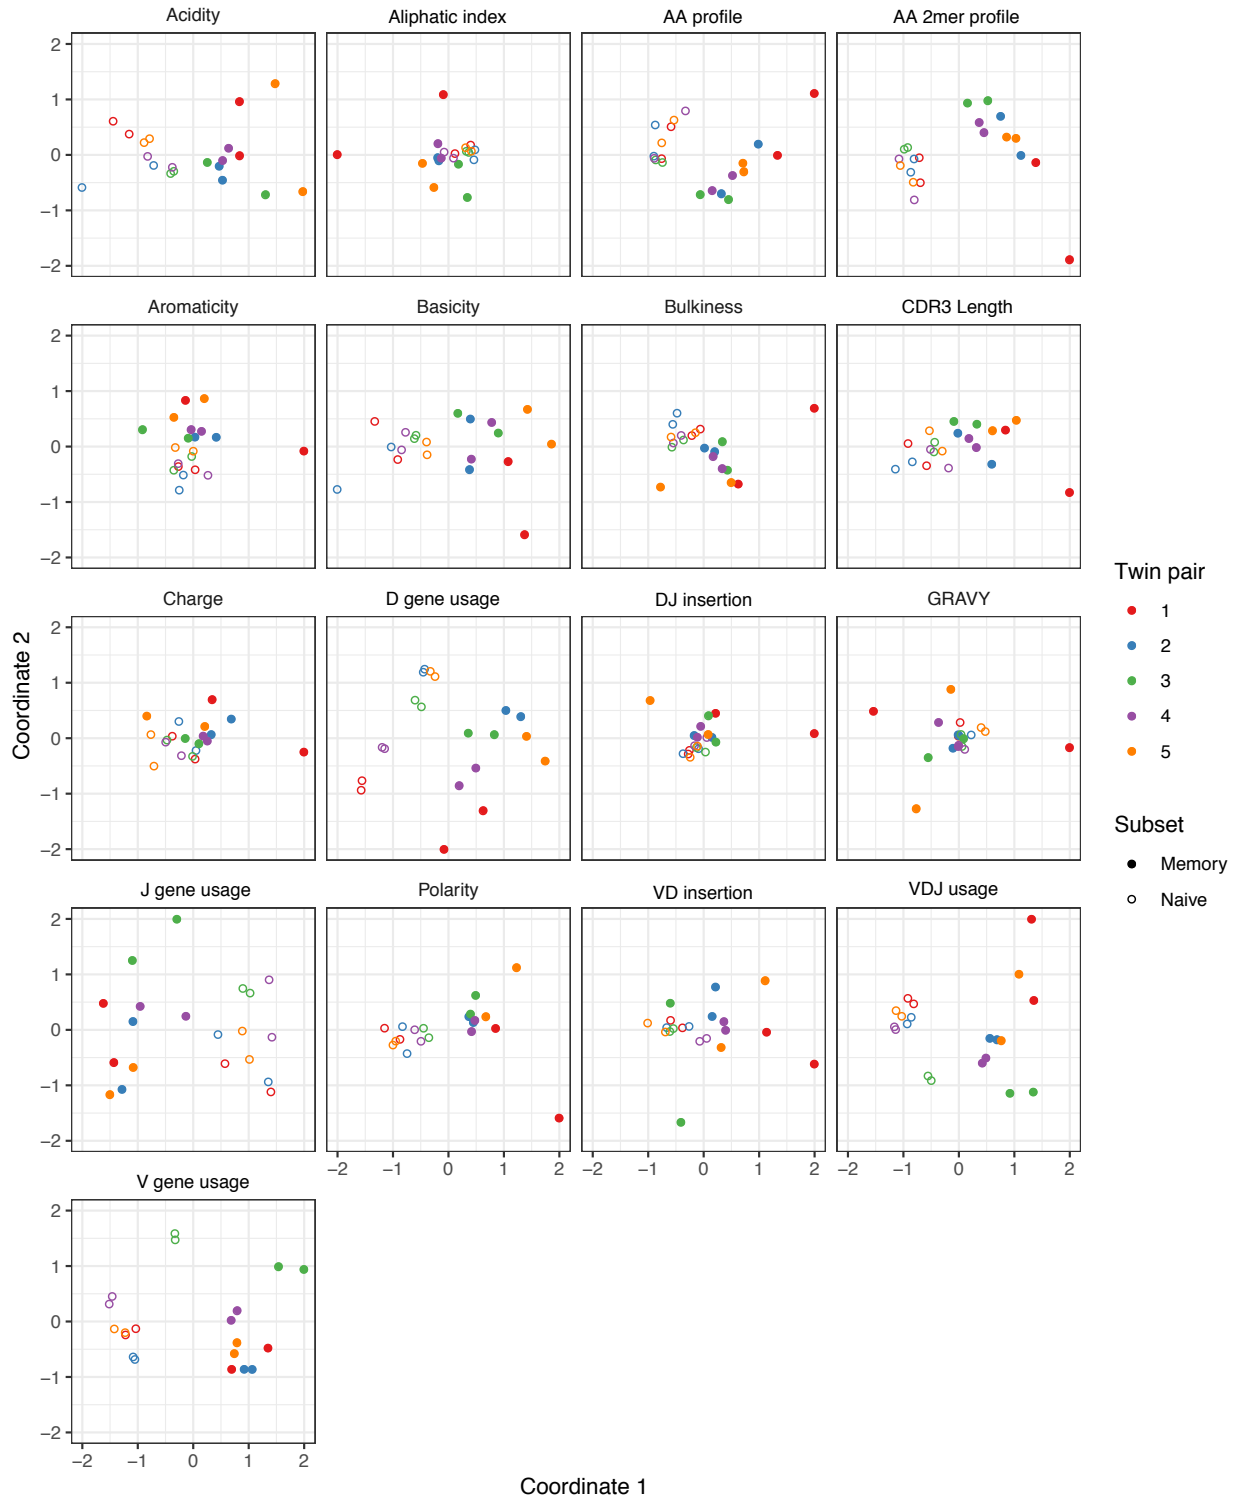 Acidity
Aliphatic index
AA profile
AA 2mer profile
2
1
0
−1
−2
Aromaticity
Basicity
Bulkiness
CDR3 Length
2
1
0
−1
−2
Charge
D gene usage
DJ insertion
GRAVY
2
1
0
−1
−2
J gene usage
Polarity
VD insertion
VDJ usage
2
1
0
−1
−2
−2 −1 0 1 2
−2 −1 0 1 2
−2 −1 0 1 2
V gene usage
2
1
0
−1
−2
−2 −1 0 1 2
Coordinate 1
Coordinate 2
Twin pair
1
2
3
4
5
Subset
Memory
Naive